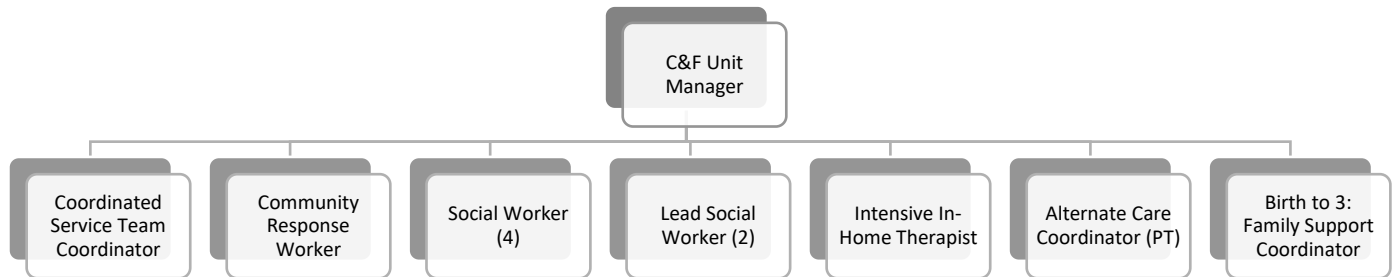 C&F Unit
Manager
Coordinated
Service Team
Coordinator
Community
Response
Worker
Social Worker
(4)
Lead Social
Worker (2)
Intensive In-
Home Therapist
Alternate Care
Coordinator (PT)
Birth to 3:
Family Support
Coordinator